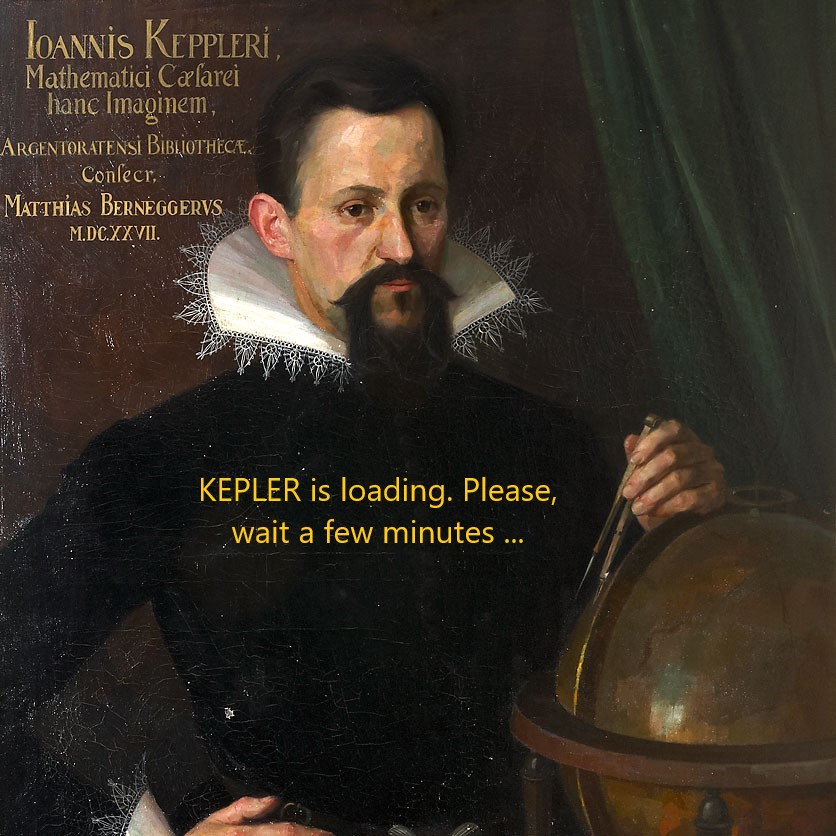 IOANNIS KEPPLERI,
Mathematici Cæſarei
hanc Imaginem,
ARGENTORATENSI BIBLIOTHECÆ.
Conſecr.
MATTHIAS BERNEGGERVS
M.DC.XXVII.
KEPLER is loading. Please,
wait a few minutes ...